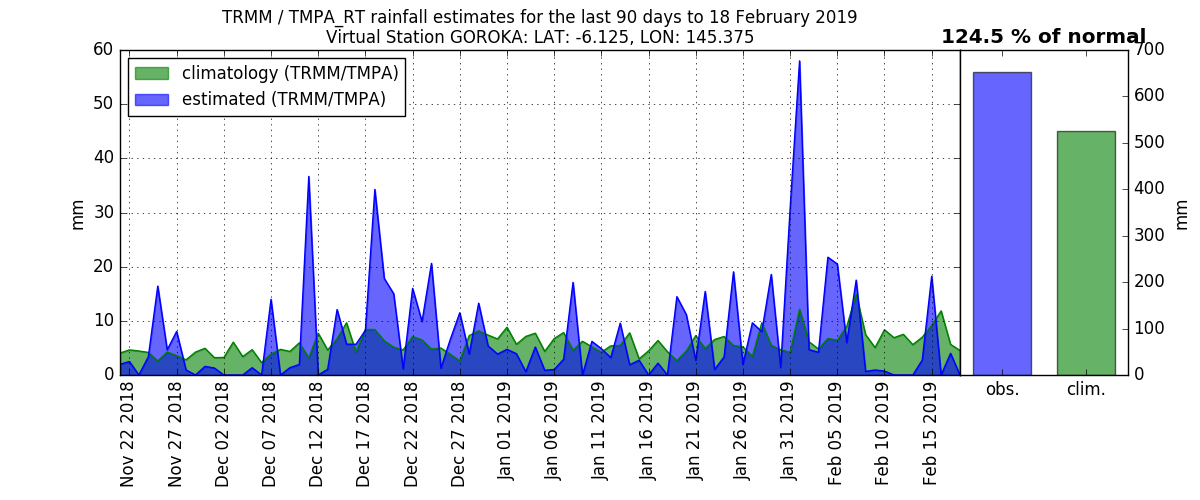 TRMM / TMPA_RT rainfall estimates for the last 90 days to 18 February 2019
Virtual Station GOROKA: LAT: -6.125, LON: 145.375
124.5 % of normal
climatology (TRMM/TMPA)
estimated (TRMM/TMPA)
60
50
40
30
20
10
0
mm
Nov 22 2018
Nov 27 2018
Dec 02 2018
Dec 07 2018
Dec 12 2018
Dec 17 2018
Dec 22 2018
Dec 27 2018
Jan 01 2019
Jan 06 2019
Jan 11 2019
Jan 16 2019
Jan 21 2019
Jan 26 2019
Jan 31 2019
Feb 05 2019
Feb 10 2019
Feb 15 2019
obs.
clim.
700
600
500
400
300
200
100
0
mm